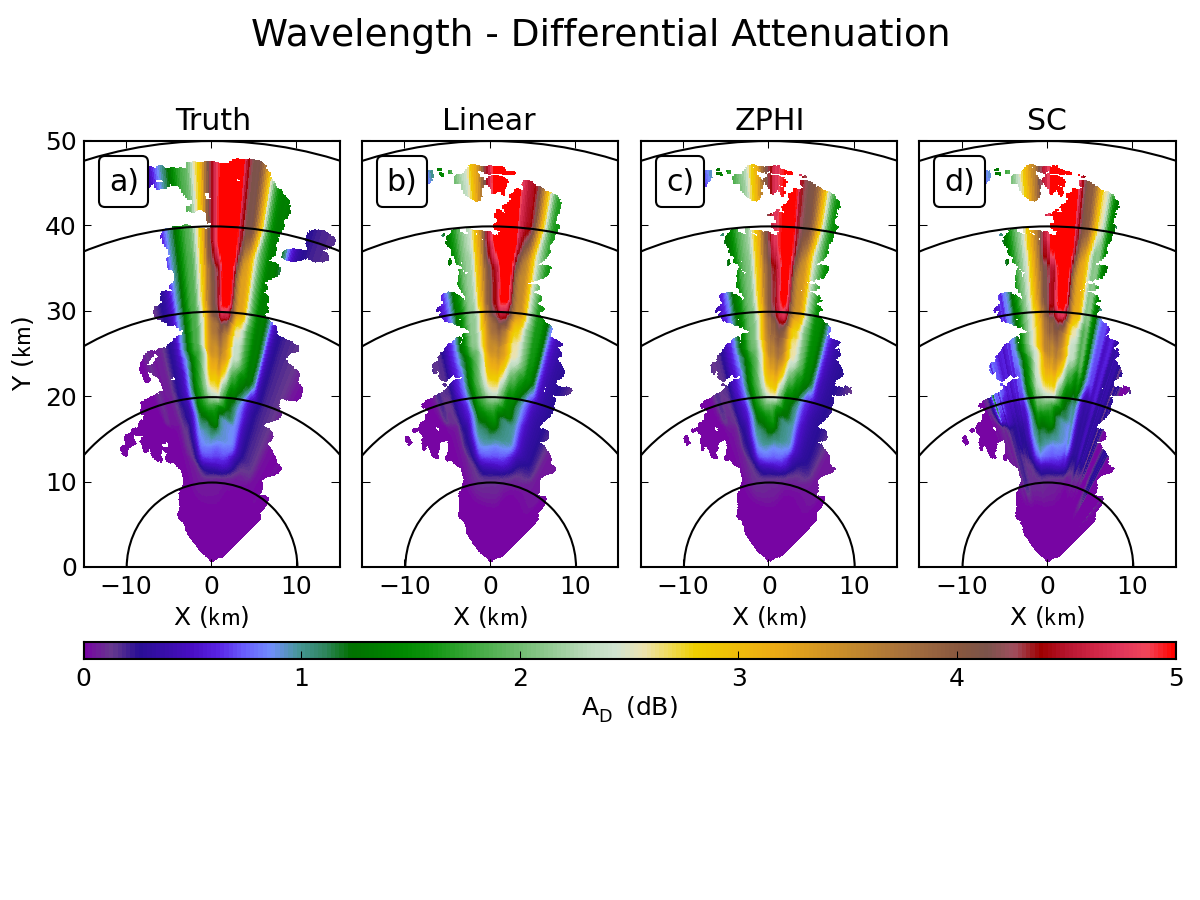 Wavelength - Differential Attenuation
Truth Linear ZPHI SC
a) b) c) d)
50
40
30
20
10
0
Y (km)
−10 0 10 −10 0 10 −10 0 10 −10 0 10
X (km) X (km) X (km) X (km)
0 1 2 3 4 5
A_D (dB)